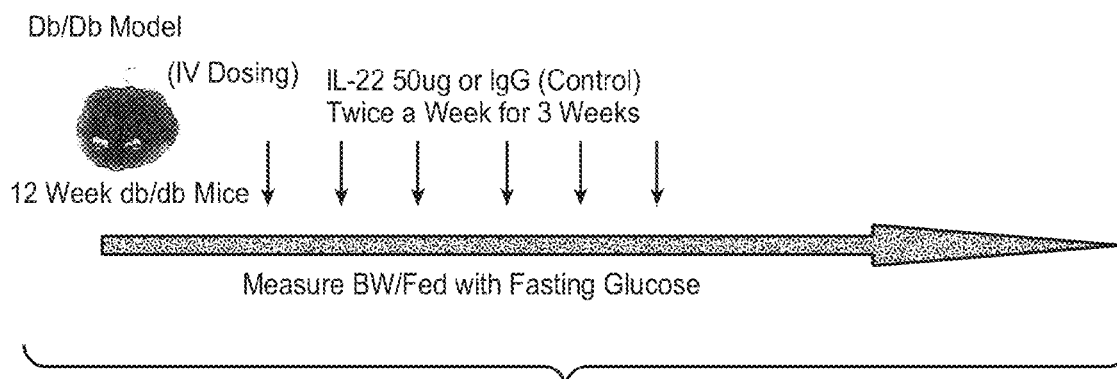 Db/Db Model
(IV Dosing)
IL-22 50ug or IgG (Control)
Twice a Week for 3 Weeks
12 Week db/db Mice
Measure BW/Fed with Fasting Glucose